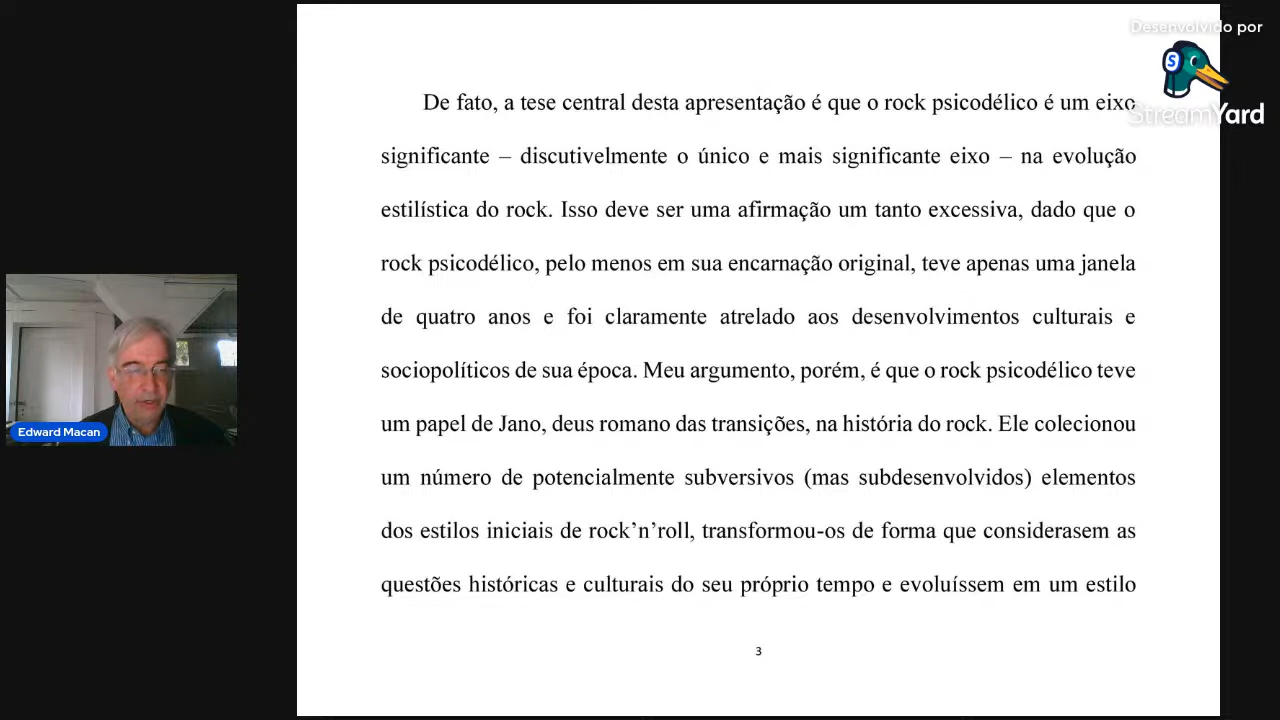 Desenvolvido por
StreamYard
De fato, a tese central desta apresentação é que o rock psicodélico é um eixo
significante – discutivelmente o único e mais significante eixo – na evolução
estilística do rock. Isso deve ser uma afirmação um tanto excessiva, dado que o
rock psicodélico, pelo menos em sua encarnação original, teve apenas uma janela
de quatro anos e foi claramente atrelado aos desenvolvimentos culturais e
sociopolíticos de sua época. Meu argumento, porém, é que o rock psicodélico teve
um papel de Jano, deus romano das transições, na história do rock. Ele colecionou
um número de potencialmente subversivos (mas subdesenvolvidos) elementos
dos estilos iniciais de rock’n’roll, transformou-os de forma que considerasem as
questões históricas e culturais do seu próprio tempo e evoluíssem em um estilo
3
Edward Macan